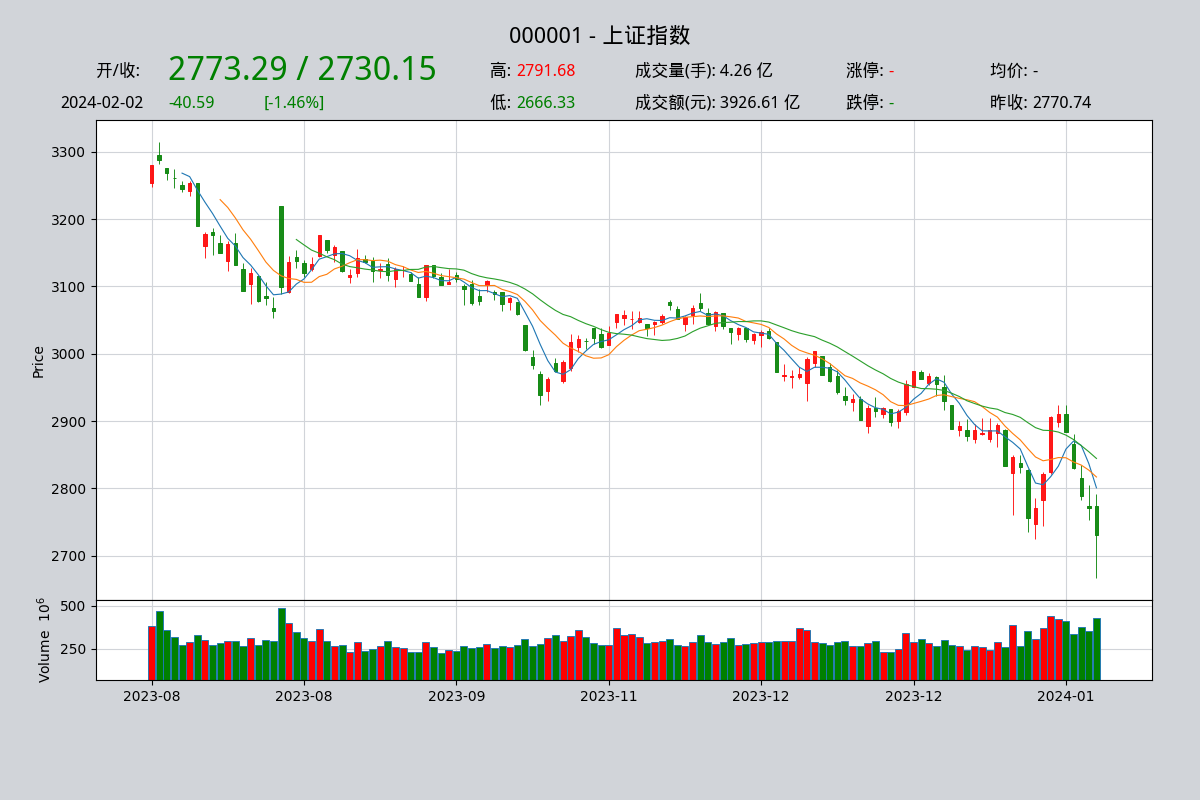 000001 - 上证指数
开/收: 2773.29 / 2730.15 高: 2791.68 成交量(手): 4.26 亿 涨停: - 均价: -
2024-02-02 -40.59 [-1.46%] 低: 2666.33 成交额(元): 3926.61 亿 跌停: - 昨收: 2770.74
3300
3200
3100
3000
2900
2800
2700
Price
500
250
Volume 10^6
2023-08 2023-08 2023-09 2023-11 2023-12 2023-12 2024-01